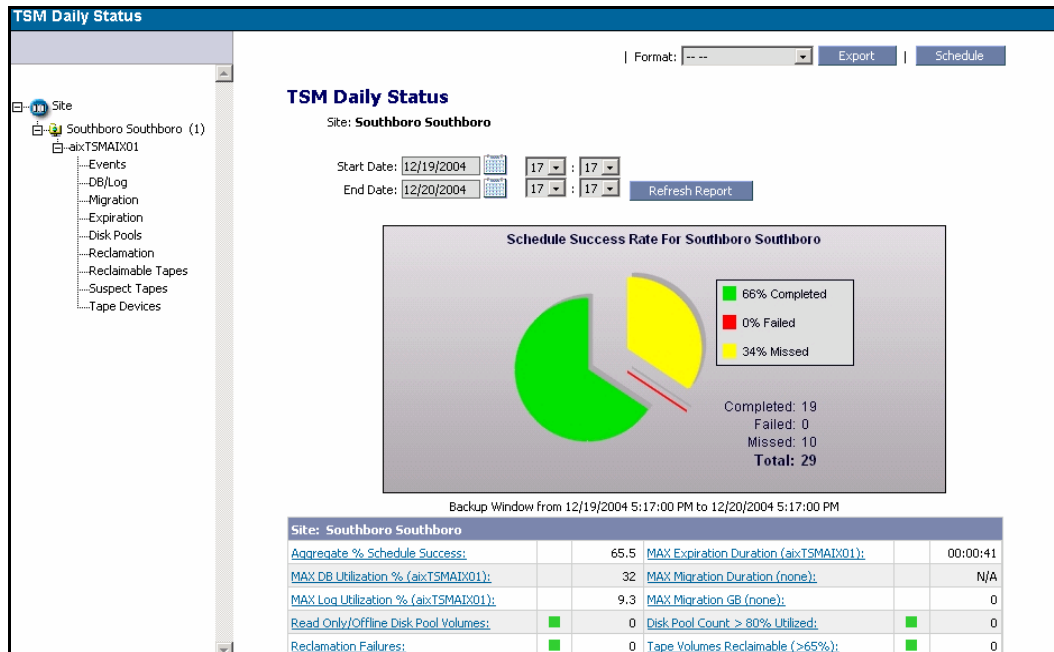 TSM Daily Status
| Format: -- -- Export | Schedule
Site
Southboro Southboro (1)
aixTSMAIX01
Events
DB/Log
Migration
Expiration
Disk Pools
Reclamation
Reclaimable Tapes
Suspect Tapes
Tape Devices
TSM Daily Status
Site: Southboro Southboro
Start Date: 12/19/2004 17 : 17
End Date: 12/20/2004 17 : 17 Refresh Report
Schedule Success Rate For Southboro Southboro
66% Completed
0% Failed
34% Missed
Completed: 19
Failed: 0
Missed: 10
Total: 29
Backup Window from 12/19/2004 5:17:00 PM to 12/20/2004 5:17:00 PM
Site: Southboro Southboro
Aggregate % Schedule Success: 65.5 MAX Expiration Duration (aixTSMAIX01): 00:00:41
MAX DB Utilization % (aixTSMAIX01): 32 MAX Migration Duration (none): N/A
MAX Log Utilization % (aixTSMAIX01): 9.3 MAX Migration GB (none): 0
Read Only/Offline Disk Pool Volumes: 0 Disk Pool Count > 80% Utilized: 0
Reclamation Failures: 0 Tape Volumes Reclaimable (>65%): 0